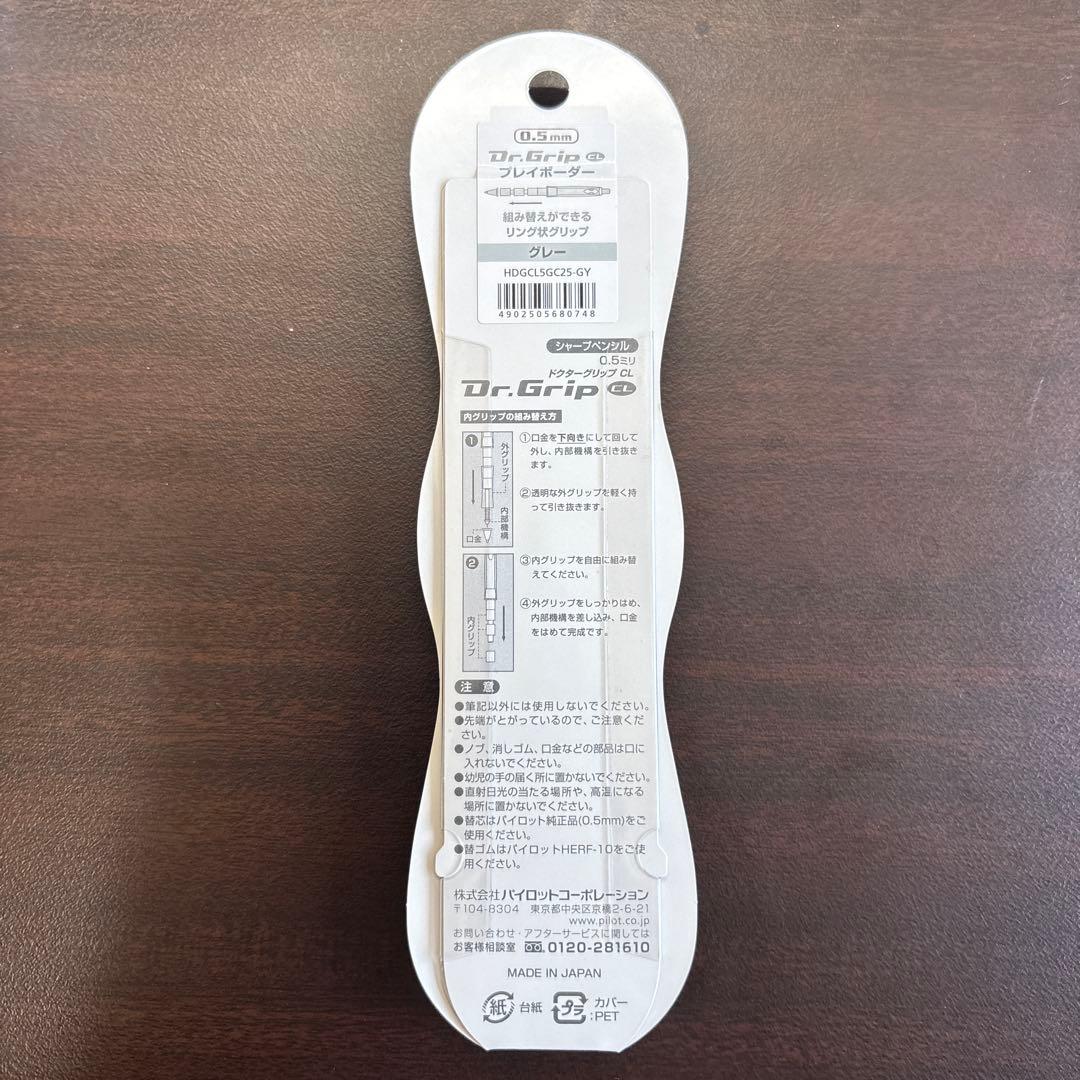 0.5mm
Dr.Grip CL
プレイボーダー
組み替えができる
リング状グリップ
グレー
HDGCL5GC25-GY
4902505680748
シャープペンシル
0.5ミリ
ドクターグリップ CL
Dr.Grip CL
内グリップの組み替え方
1
外グリップ
内部機構
口金
①口金を下向きにして回して
外し、内部機構を引き抜き
ます。
②透明な外グリップを軽く持
って引き抜きます。
2
内グリップ
③内グリップを自由に組み替
えてください。
④外グリップをしっかりはめ、
内部機構を差し込み、口金
をはめて完成です。
注意
●筆記以外には使用しないでください。
●先端がとがっているので、ご注意くだ
さい。
●ノブ、消しゴム、口金などの部品は口に
入れないでください。
●幼児の手の届く所に置かないでください。
●直射日光の当たる場所や、高温になる
場所に置かないでください。
●替芯はパイロット純正品(0.5mm)をご
使用ください。
●替ゴムはパイロットHERF-10をご使
用ください。
株式会社パイロットコーポレーション
〒104-8304 東京都中央区京橋2-6-21
www.pilot.co.jp
お問い合わせ・アフターサービスに関しては
お客様相談室 0120-281610
MADE IN JAPAN
紙 台紙
プラ カバー
:PET